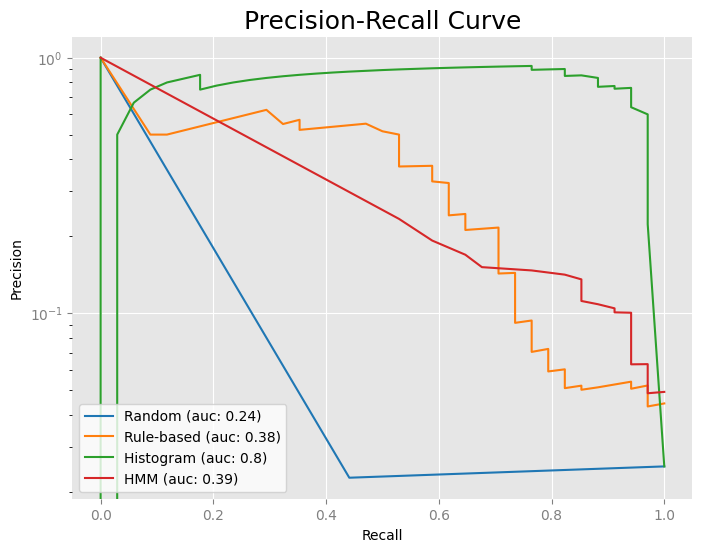 Precision-Recall Curve
10⁰
10⁻¹
Precision
Random (auc: 0.24)
Rule-based (auc: 0.38)
Histogram (auc: 0.8)
HMM (auc: 0.39)
0.0 0.2 0.4 0.6 0.8 1.0
Recall